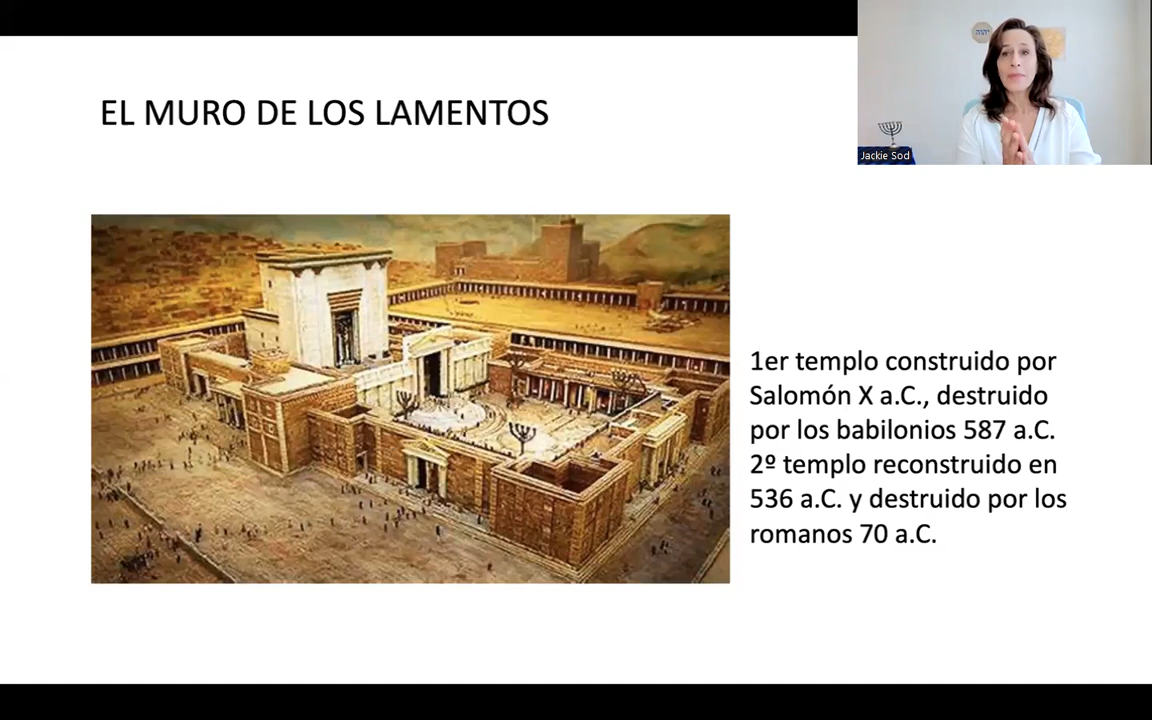 EL MURO DE LOS LAMENTOS
יהוה
Jackie Sod
1er templo construido por
Salomón X a.C., destruido
por los babilonios 587 a.C.
2º templo reconstruido en
536 a.C. y destruido por los
romanos 70 a.C.